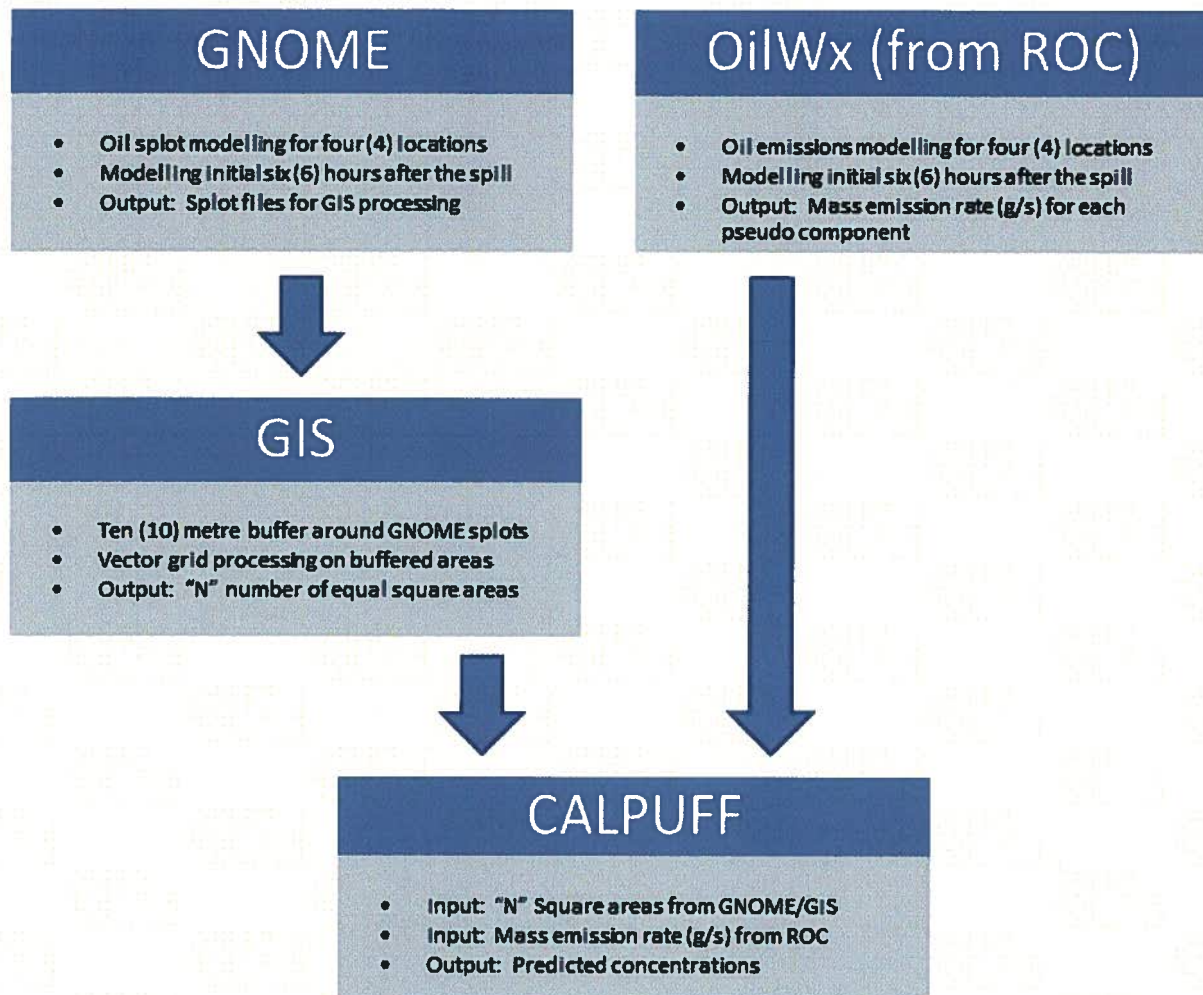 GNOME
• Oil splot modelling for four (4) locations
• Modelling initial six (6) hours after the spill
• Output: Splot files for GIS processing
OilWx (from ROC)
• Oil emissions modelling for four (4) locations
• Modelling initial six (6) hours after the spill
• Output: Mass emission rate (g/s) for each
pseudo component
GIS
• Ten (10) metre buffer around GNOME splots
• Vector grid processing on buffered areas
• Output: "N" number of equal square areas
CALPUFF
• Input: "N" Square areas from GNOME/GIS
• Input: Mass emission rate (g/s) from ROC
• Output: Predicted concentrations